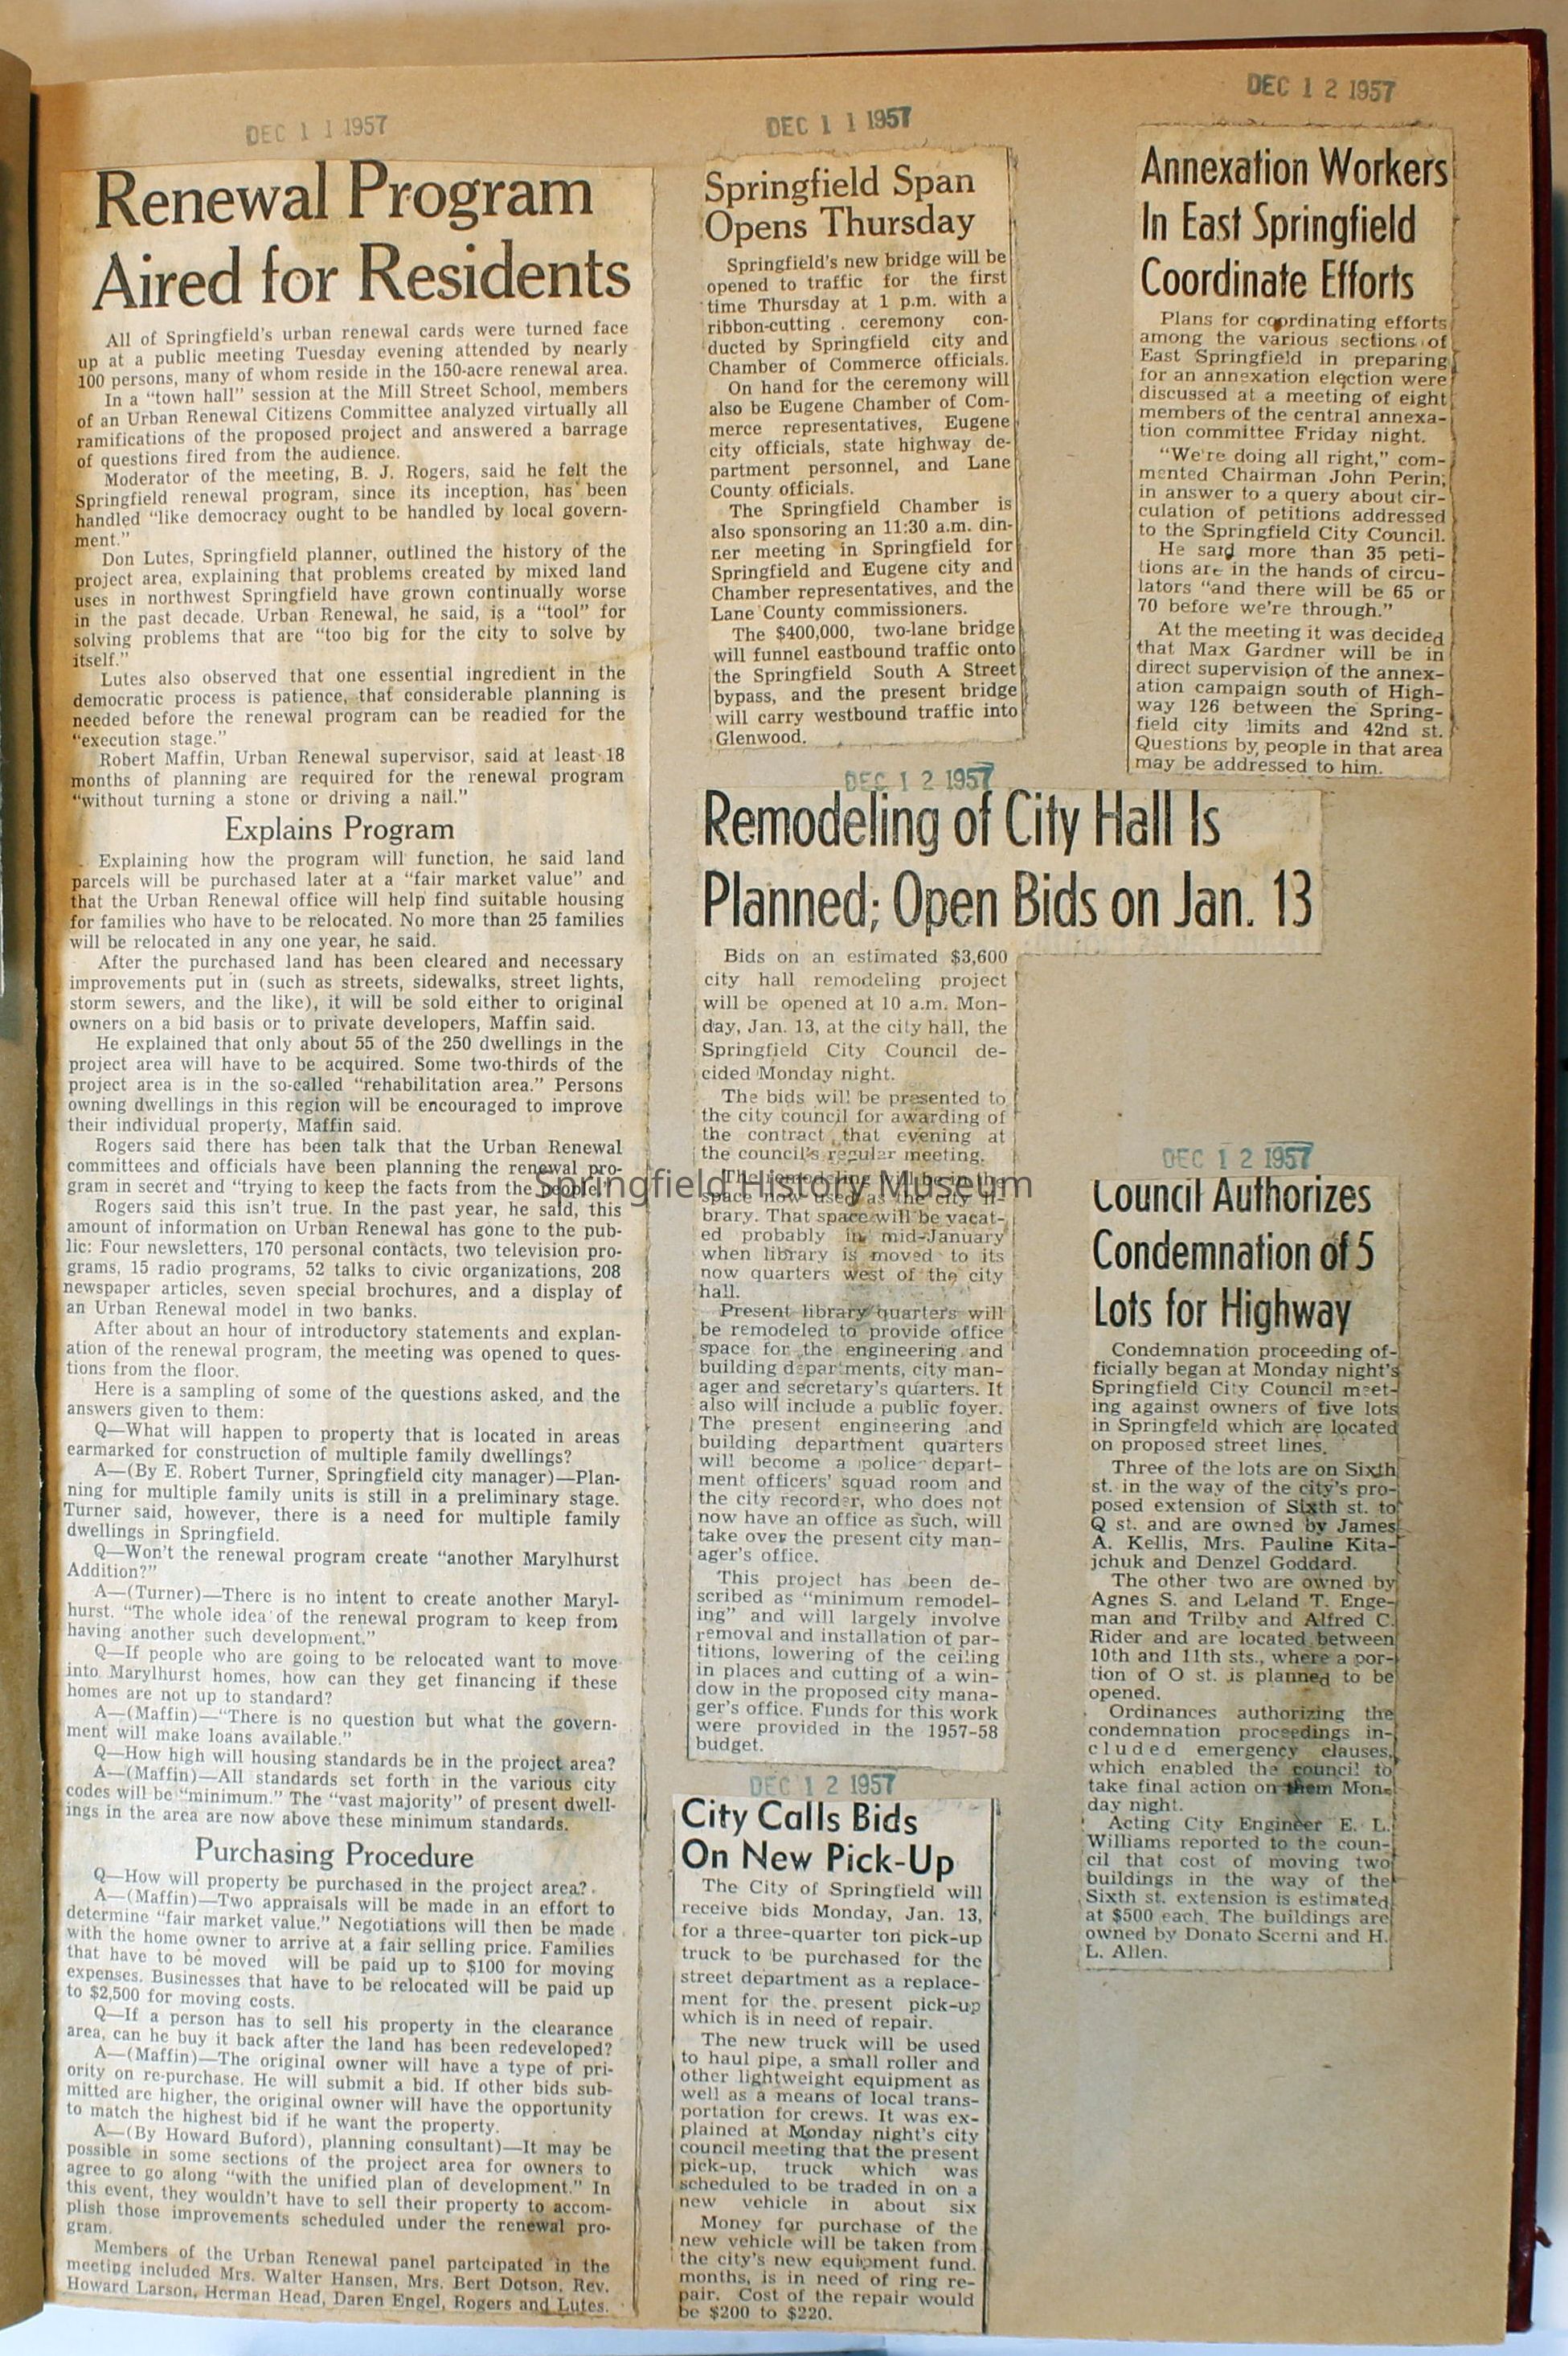 DEC 1 1 1957
Renewal Program
Aired for Residents
All of Springfield's urban renewal cards were turned face
up at a public meeting Tuesday evening attended by nearly
100 persons, many of whom reside in the 150-acre renewal area.
In a "town hall" session at the Mill Street School, members
of an Urban Renewal Citizens Committee analyzed virtually all
ramifications of the proposed project and answered a barrage
of questions fired from the audience.
Moderator of the meeting, B. J. Rogers, said he felt the
Springfield renewal program, since its inception, has been
handled "like democracy ought to be handled by local govern-
ment."
Don Lutes, Springfield planner, outlined the history of the
project area, explaining that problems created by mixed land
uses in northwest Springfield have grown continually worse
in the past decade. Urban Renewal, he said, is a "tool" for
solving problems that are "too big for the city to solve by
itself."
Lutes also observed that one essential ingredient in the
democratic process is patience, that considerable planning is
needed before the renewal program can be readied for the
"execution stage."
Robert Maffin, Urban Renewal supervisor, said at least 18
months of planning are required for the renewal program
"without turning a stone or driving a nail."
Explains Program
Explaining how the program will function, he said land
parcels will be purchased later at a "fair market value" and
that the Urban Renewal office will help find suitable housing
for families who have to be relocated. No more than 25 families
will be relocated in any one year, he said.
After the purchased land has been cleared and necessary
improvements put in (such as streets, sidewalks, street lights,
storm sewers, and the like), it will be sold either to original
owners on a bid basis or to private developers, Maffin said.
He explained that only about 55 of the 250 dwellings in the
project area will have to be acquired. Some two-thirds of the
project area is in the so-called "rehabilitation area." Persons
owning dwellings in this region will be encouraged to improve
their individual property, Maffin said.
Rogers said there has been talk that the Urban Renewal
committees and officials have been planning the renewal pro-
gram in secret and "trying to keep the facts from the people."
Rogers said this isn't true. In the past year, he said, this
amount of information on Urban Renewal has gone to the pub-
lic: Four newsletters, 170 personal contacts, two television pro-
grams, 15 radio programs, 52 talks to civic organizations, 208
newspaper articles, seven special brochures, and a display of
an Urban Renewal model in two banks.
After about an hour of introductory statements and explan-
ation of the renewal program, the meeting was opened to ques-
tions from the floor.
Here is a sampling of some of the questions asked, and the
answers given to them:
Q—What will happen to property that is located in areas
earmarked for construction of multiple family dwellings?
A—(By E. Robert Turner, Springfield city manager)—Plan-
ning for multiple family units is still in a preliminary stage.
Turner said, however, there is a need for multiple family
dwellings in Springfield.
Q—Won't the renewal program create "another Marylhurst
Addition?"
A—(Turner)—There is no intent to create another Maryl-
hurst. "The whole idea of the renewal program to keep from
having another such development."
Q—If people who are going to be relocated want to move
into Marylhurst homes, how can they get financing if these
homes are not up to standard?
A—(Maffin)—"There is no question but what the govern-
ment will make loans available."
Q—How high will housing standards be in the project area?
A—(Maffin)—All standards set forth in the various city
codes will be "minimum." The "vast majority" of present dwell-
ings in the area are now above these minimum standards.
Purchasing Procedure
Q—How will property be purchased in the project area?
A—(Maffin)—Two appraisals will be made in an effort to
determine "fair market value." Negotiations will then be made
with the home owner to arrive at a fair selling price. Families
that have to be moved will be paid up to $100 for moving
expenses. Businesses that have to be relocated will be paid up
to $2,500 for moving costs.
Q—If a person has to sell his property in the clearance
area, can he buy it back after the land has been redeveloped?
A—(Maffin)—The original owner will have a type of pri-
ority on re-purchase. He will submit a bid. If other bids sub-
mitted are higher, the original owner will have the opportunity
to match the highest bid if he want the property.
A—(By Howard Buford), planning consultant)—It may be
possible in some sections of the project area for owners to
agree to go along "with the unified plan of development." In
this event, they wouldn't have to sell their property to accom-
plish those improvements scheduled under the renewal pro-
gram.
Members of the Urban Renewal panel partcipated in the
meeting included Mrs. Walter Hansen, Mrs. Bert Dotson, Rev.
Howard Larson, Herman Head, Daren Engel, Rogers and Lutes.
DEC 1 1 1957
Springfield Span
Opens Thursday
Springfield's new bridge will be
opened to traffic for the first
time Thursday at 1 p.m. with a
ribbon-cutting ceremony con-
ducted by Springfield city and
Chamber of Commerce officials.
On hand for the ceremony will
also be Eugene Chamber of Com-
merce representatives, Eugene
city officials, state highway de-
partment personnel, and Lane
County officials.
The Springfield Chamber is
also sponsoring an 11:30 a.m. din-
ner meeting in Springfield for
Springfield and Eugene city and
Chamber representatives, and the
Lane County commissioners.
The $400,000, two-lane bridge
will funnel eastbound traffic onto
the Springfield South A Street
bypass, and the present bridge
will carry westbound traffic into
Glenwood.
DEC 1 2 1957
Annexation Workers
In East Springfield
Coordinate Efforts
Plans for coordinating efforts
among the various sections of
East Springfield in preparing
for an annexation election were
discussed at a meeting of eight
members of the central annexa-
tion committee Friday night.
"We're doing all right," com-
mented Chairman John Perin,
in answer to a query about cir-
culation of petitions addressed
to the Springfield City Council.
He said more than 35 peti-
tions are in the hands of circu-
lators "and there will be 65 or
70 before we're through."
At the meeting it was decided
that Max Gardner will be in
direct supervision of the annex-
ation campaign south of High-
way 126 between the Spring-
field city limits and 42nd st.
Questions by people in that area
may be addressed to him.
DEC 1 2 1957
Remodeling of City Hall Is
Planned; Open Bids on Jan. 13
Bids on an estimated $3,600
city hall remodeling project
will be opened at 10 a.m. Mon-
day, Jan. 13, at the city hall, the
Springfield City Council de-
cided Monday night.
The bids will be presented to
the city council for awarding of
the contract that evening at
the council's regular meeting.
The remodeling will be in the
space now used as the city li-
brary. That space will be vacat-
ed probably in mid-January
when library is moved to its
now quarters west of the city
hall.
Present library quarters will
be remodeled to provide office
space for the engineering and
building departments, city man-
ager and secretary's quarters. It
also will include a public foyer.
The present engineering and
building department quarters
will become a police depart-
ment officers' squad room and
the city recorder, who does not
now have an office as such, will
take over the present city man-
ager's office.
This project has been de-
scribed as "minimum remodel-
ing" and will largely involve
removal and installation of par-
titions, lowering of the ceiling
in places and cutting of a win-
dow in the proposed city mana-
ger's office. Funds for this work
were provided in the 1957-58
budget.
DEC 1 2 1957
City Calls Bids
On New Pick-Up
The City of Springfield will
receive bids Monday, Jan. 13,
for a three-quarter ton pick-up
truck to be purchased for the
street department as a replace-
ment for the present pick-up
which is in need of repair.
The new truck will be used
to haul pipe, a small roller and
other lightweight equipment as
well as a means of local trans-
portation for crews. It was ex-
plained at Monday night's city
council meeting that the present
pick-up, truck which was
scheduled to be traded in on a
new vehicle in about six
Money for purchase of the
new vehicle will be taken from
the city's new equipment fund.
months, is in need of ring re-
pair. Cost of the repair would
be $200 to $220.
DEC 1 2 1957
Council Authorizes
Condemnation of 5
Lots for Highway
Condemnation proceeding of-
ficially began at Monday night's
Springfield City Council meet-
ing against owners of five lots
in Springfeld which are located
on proposed street lines.
Three of the lots are on Sixth
st. in the way of the city's pro-
posed extension of Sixth st. to
Q st. and are owned by James
A. Kellis, Mrs. Pauline Kita-
jchuk and Denzel Goddard.
The other two are owned by
Agnes S. and Leland T. Enge-
man and Trilby and Alfred C.
Rider and are located between
10th and 11th sts., where a por-
tion of O st. is planned to be
opened.
Ordinances authorizing the
condemnation proceedings in-
cluded emergency clauses,
which enabled the council to
take final action on them Mon-
day night.
Acting City Engineer E. L.
Williams reported to the coun-
cil that cost of moving two
buildings in the way of the
Sixth st. extension is estimated
at $500 each. The buildings are
owned by Donato Scerni and H.
L. Allen.
Springfield History Museum